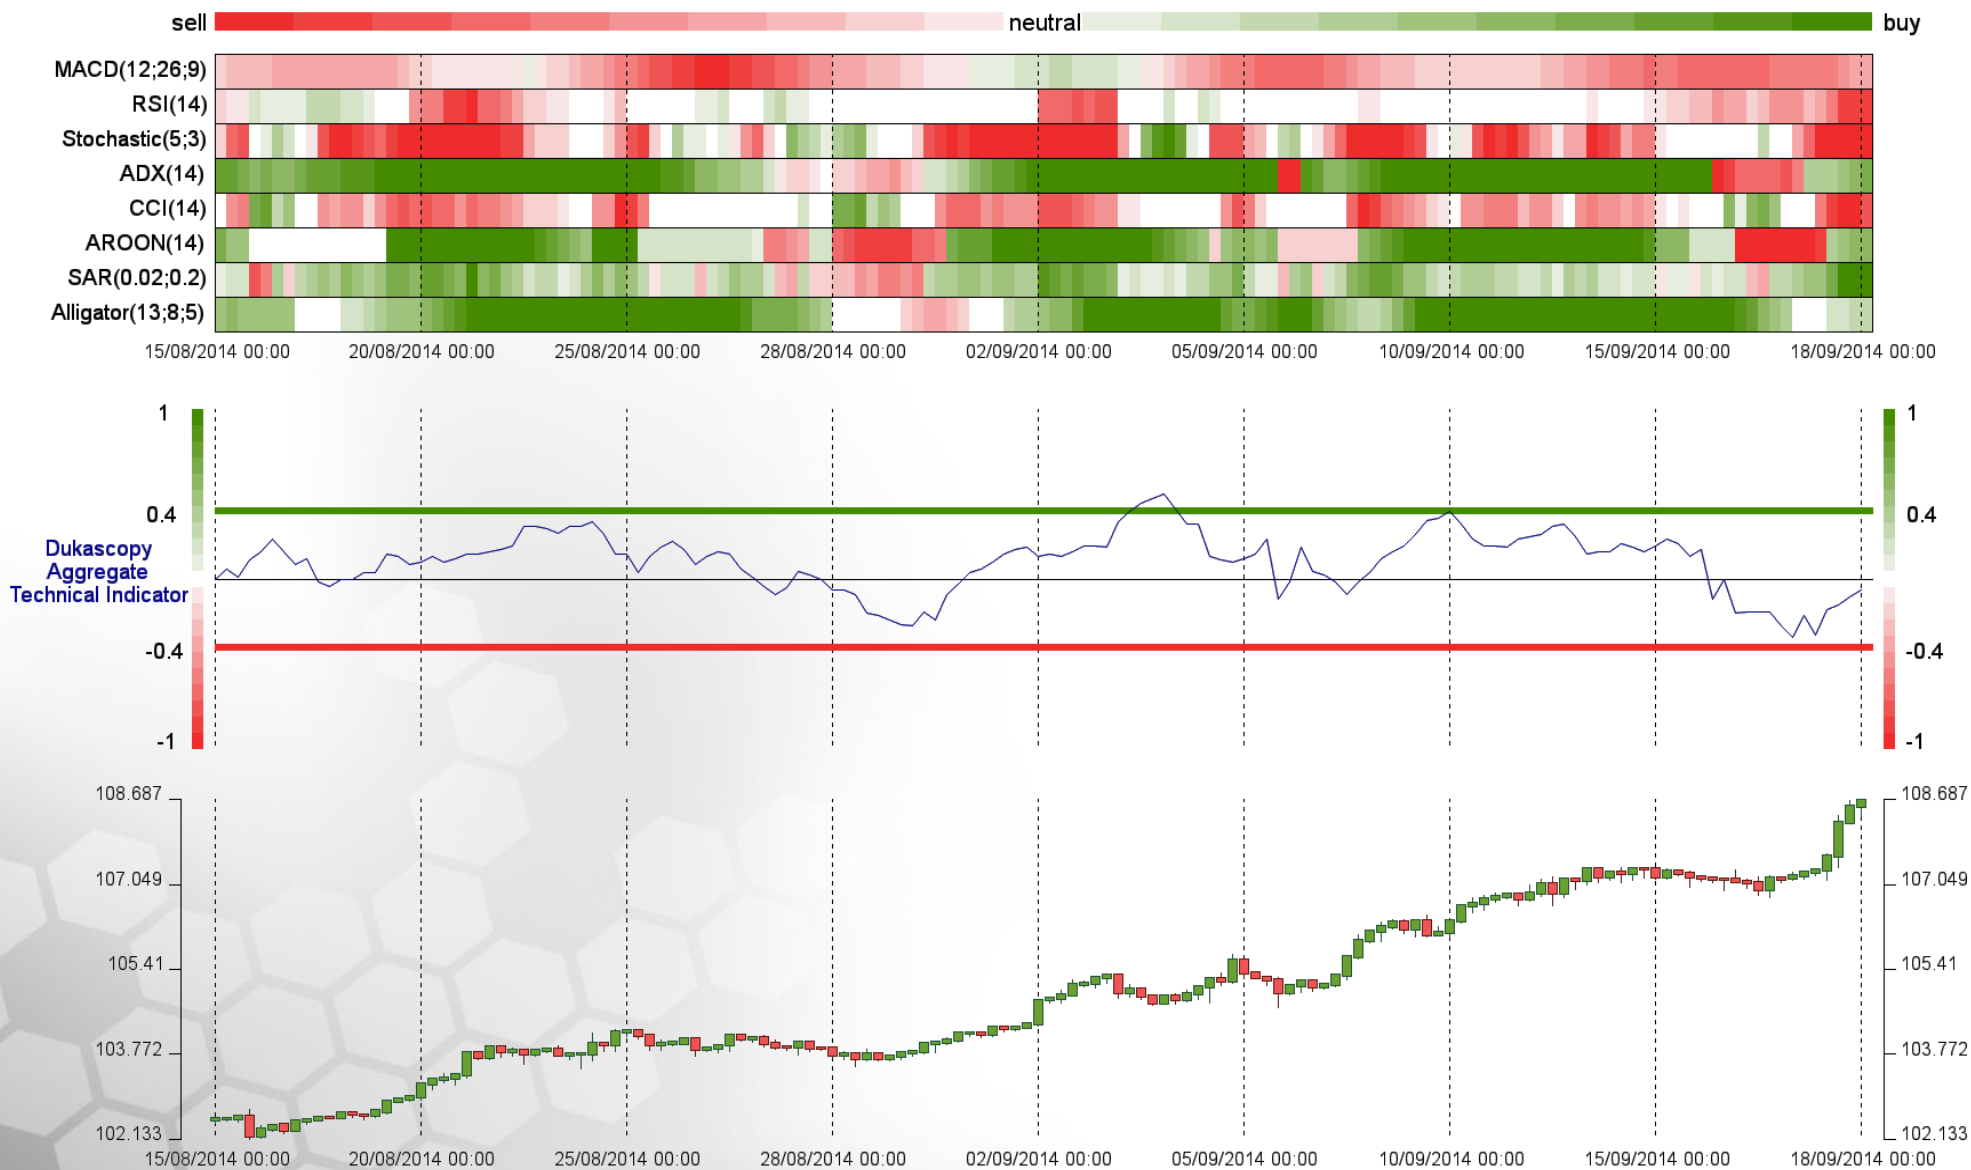 sell neutral buy
MACD(12;26;9)
RSI(14)
Stochastic(5;3)
ADX(14)
CCI(14)
AROON(14)
SAR(0.02;0.2)
Alligator(13;8;5)
15/08/2014 00:00 20/08/2014 00:00 25/08/2014 00:00 28/08/2014 00:00 02/09/2014 00:00 05/09/2014 00:00 10/09/2014 00:00 15/09/2014 00:00 18/09/2014 00:00
1 1
0.4 0.4
Dukascopy
Aggregate
Technical Indicator
-0.4 -0.4
-1 -1
108.687 108.687
107.049 107.049
105.41 105.41
103.772 103.772
102.133 102.133
15/08/2014 00:00 20/08/2014 00:00 25/08/2014 00:00 28/08/2014 00:00 02/09/2014 00:00 05/09/2014 00:00 10/09/2014 00:00 15/09/2014 00:00 18/09/2014 00:00